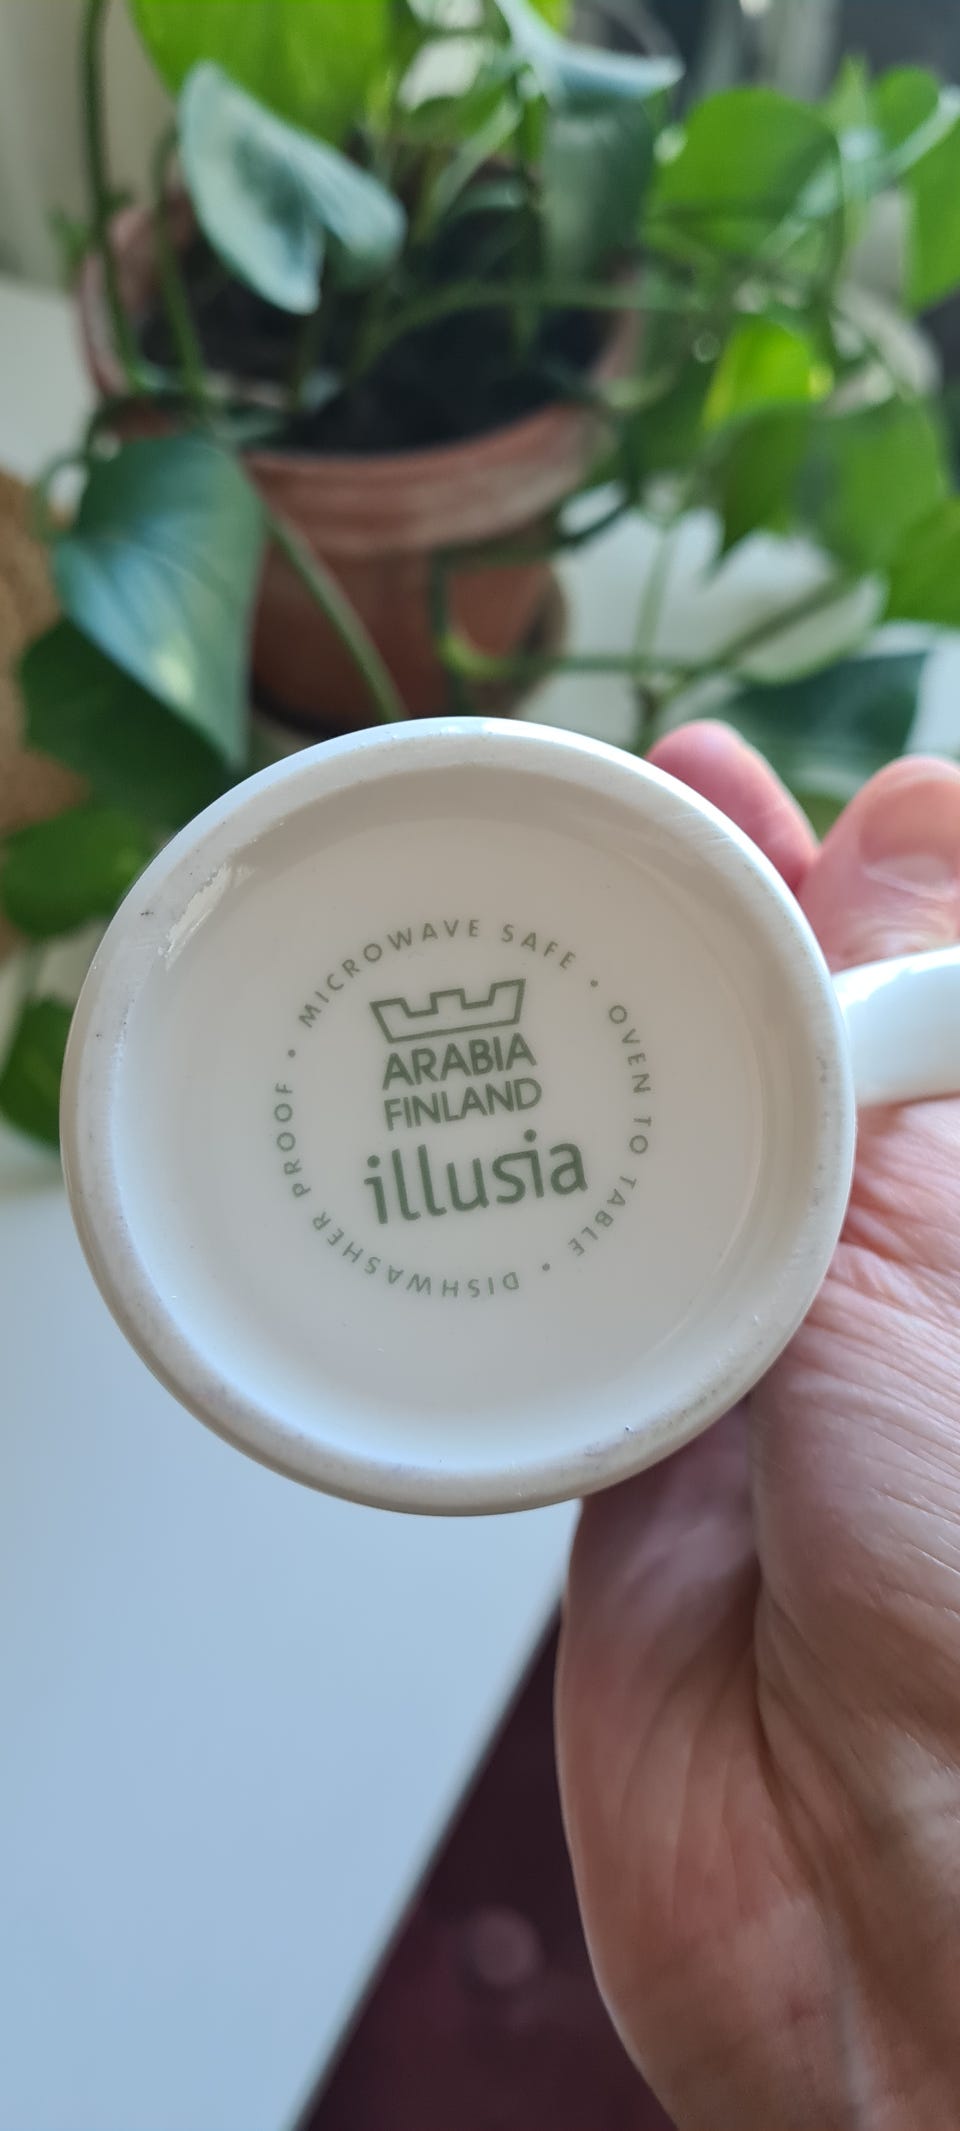 MICROWAVE SAFE • OVEN TO TABLE • DISHWASHER PROOF •
ARABIA
FINLAND
illusia